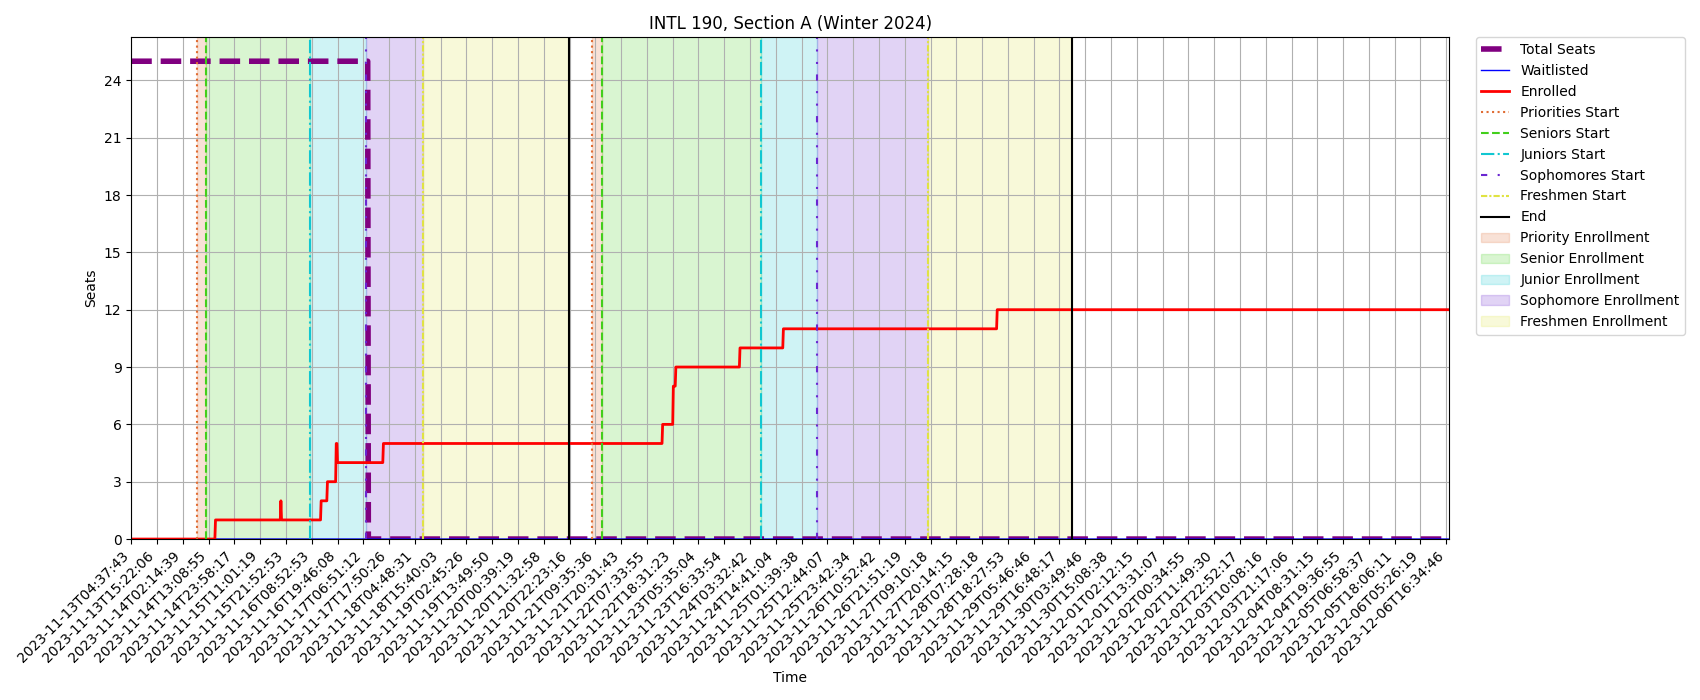 INTL 190, Section A (Winter 2024)
Total Seats
Waitlisted
Enrolled
Priorities Start
Seniors Start
Juniors Start
Sophomores Start
Freshmen Start
End
Priority Enrollment
Senior Enrollment
Junior Enrollment
Sophomore Enrollment
Freshmen Enrollment
Seats
24
21
18
15
12
9
6
3
0
2023-11-13T04:37:43
2023-11-13T15:22:06
2023-11-14T02:14:39
2023-11-14T13:08:55
2023-11-14T23:58:17
2023-11-15T11:01:19
2023-11-15T21:52:53
2023-11-16T08:52:53
2023-11-16T19:46:08
2023-11-17T06:51:12
2023-11-17T17:50:26
2023-11-18T04:48:31
2023-11-18T15:40:03
2023-11-19T02:45:26
2023-11-19T13:49:50
2023-11-20T00:39:19
2023-11-20T11:32:58
2023-11-20T22:23:16
2023-11-21T09:35:36
2023-11-21T20:31:43
2023-11-22T07:33:55
2023-11-22T18:31:23
2023-11-23T05:35:04
2023-11-23T16:33:54
2023-11-24T03:32:42
2023-11-24T14:41:04
2023-11-25T01:39:38
2023-11-25T12:44:07
2023-11-25T23:42:34
2023-11-26T10:52:42
2023-11-26T21:51:19
2023-11-27T09:10:18
2023-11-27T20:14:15
2023-11-28T07:28:18
2023-11-28T18:27:53
2023-11-29T05:46:46
2023-11-29T16:48:17
2023-11-30T03:49:46
2023-11-30T15:08:38
2023-12-01T02:12:15
2023-12-01T13:31:07
2023-12-02T00:34:55
2023-12-02T11:49:30
2023-12-02T22:52:17
2023-12-03T10:08:16
2023-12-03T21:17:06
2023-12-04T08:31:15
2023-12-04T19:36:55
2023-12-05T06:58:37
2023-12-05T18:06:11
2023-12-06T05:26:19
2023-12-06T16:34:46
Time